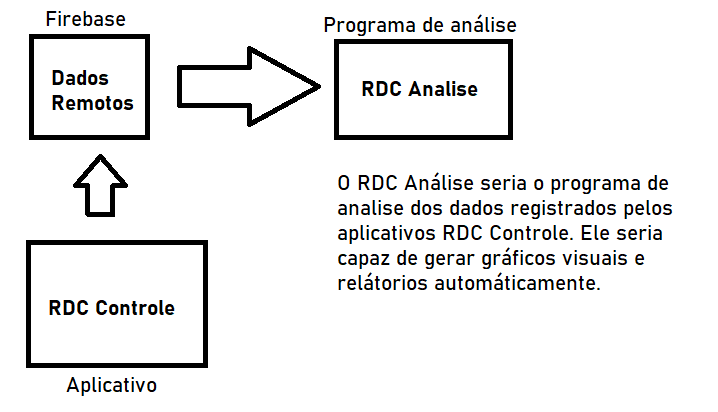 Firebase
Dados
Remotos
Programa de análise
RDC Analise
O RDC Análise seria o programa de
analise dos dados registrados pelos
aplicativos RDC Controle. Ele seria
capaz de gerar gráficos visuais e
relátorios automáticamente.
RDC Controle
Aplicativo